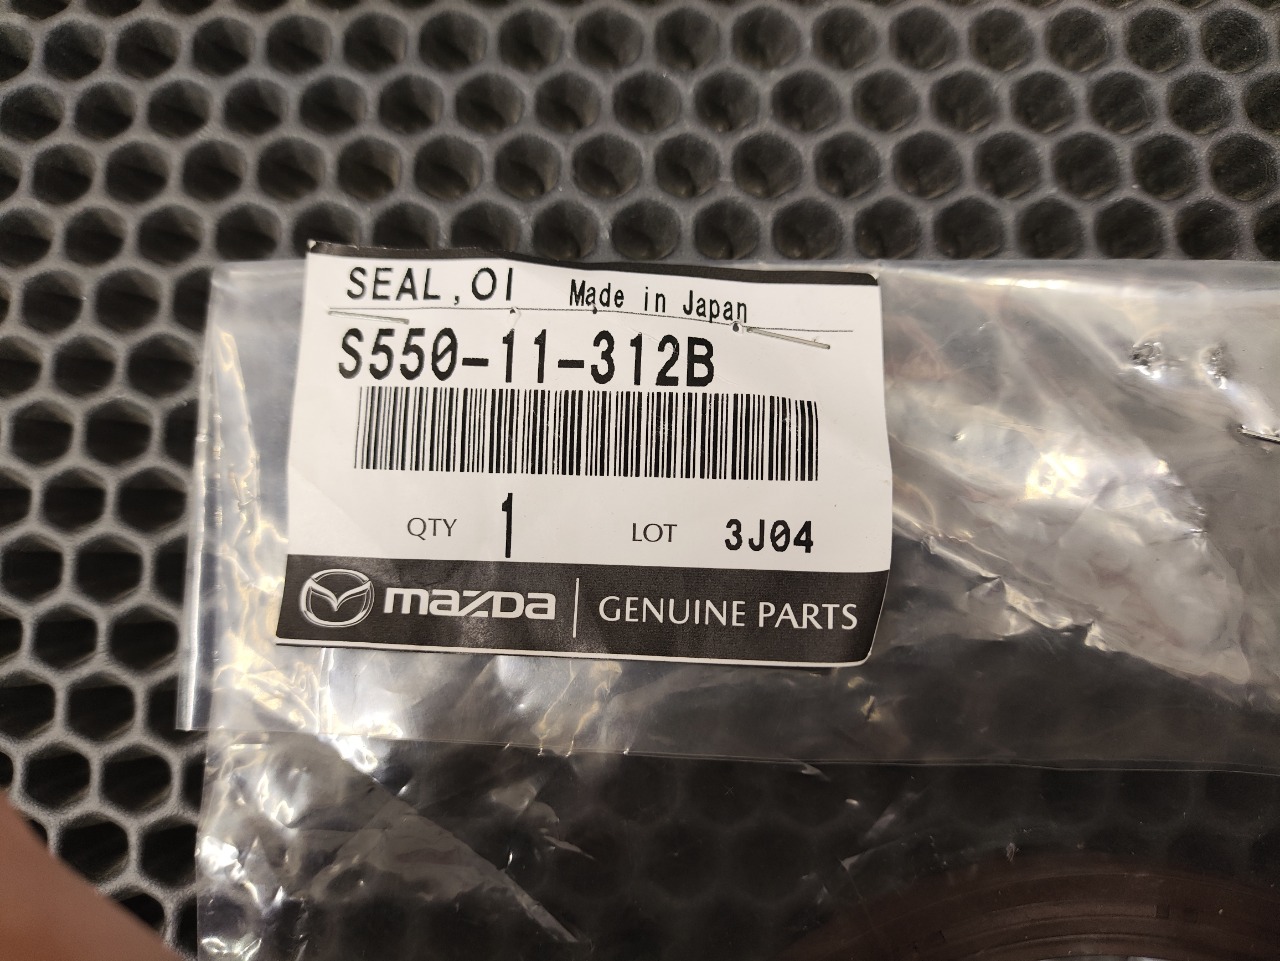 SEAL,OI Made in Japan
S550-11-312B
QTY 1 LOT 3J04
mazda GENUINE PARTS